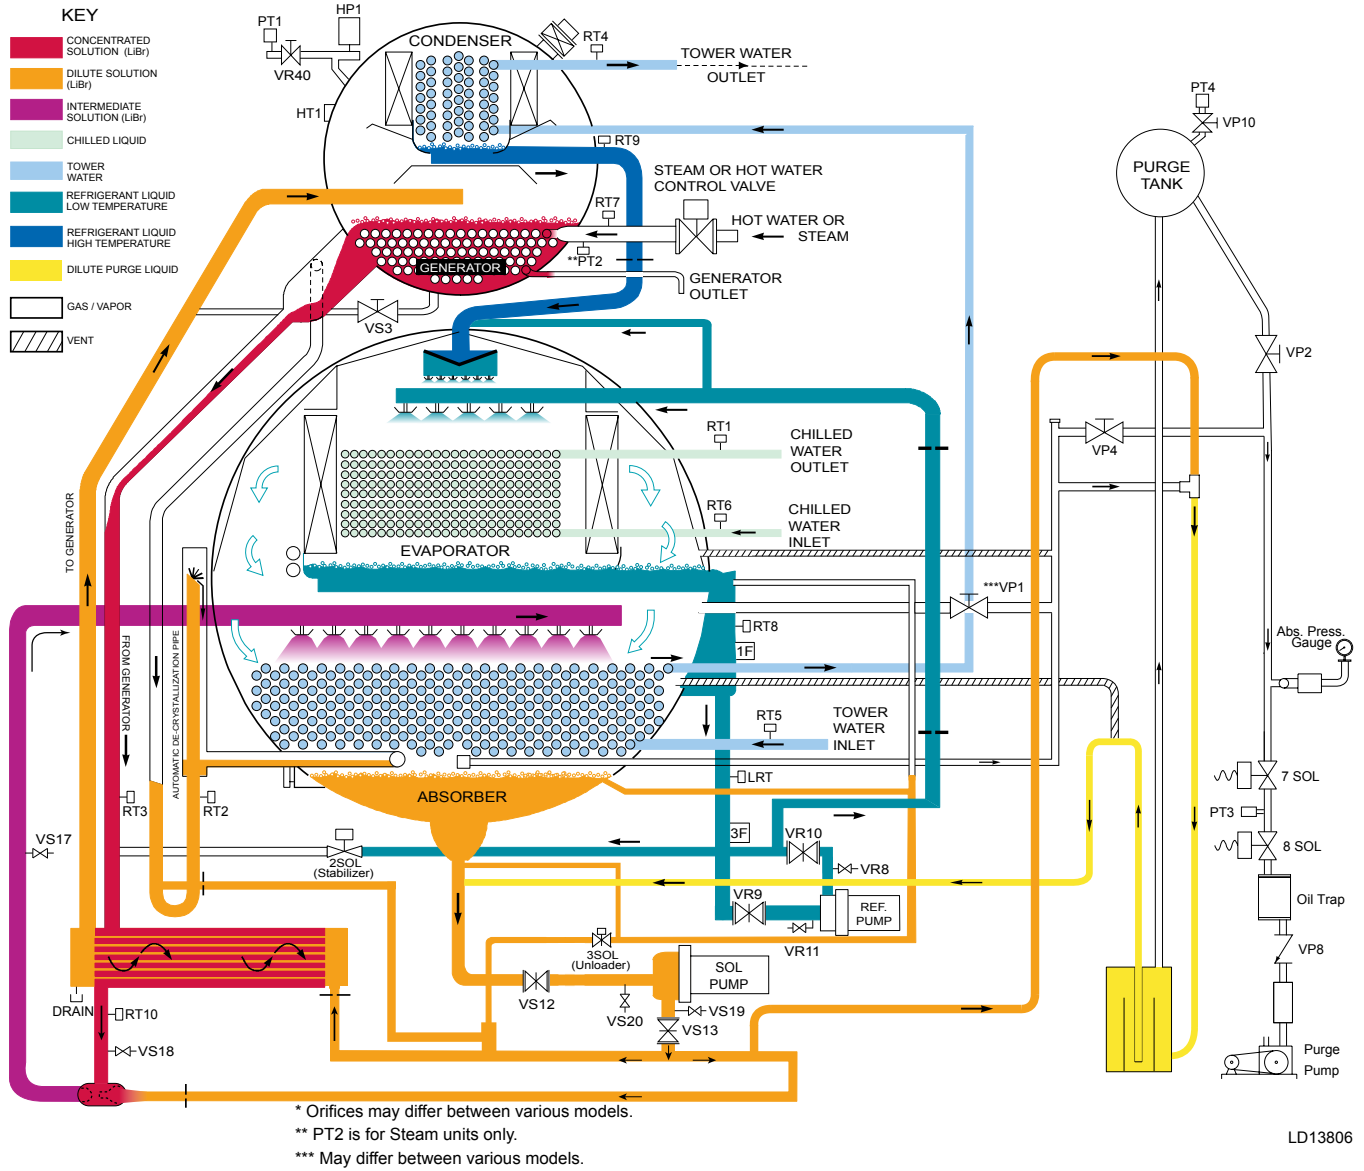 KEY
CONCENTRATED
SOLUTION (LiBr)
DILUTE SOLUTION
(LiBr)
INTERMEDIATE
SOLUTION (LiBr)
CHILLED LIQUID
TOWER
WATER
REFRIGERANT LIQUID
LOW TEMPERATURE
REFRIGERANT LIQUID
HIGH TEMPERATURE
DILUTE PURGE LIQUID
GAS / VAPOR
VENT
PT1
HP1
VR40
HT1
CONDENSER
RT4
TOWER WATER
OUTLET
RT9
STEAM OR HOT WATER
CONTROL VALVE
RT7
HOT WATER OR
STEAM
**PT2
GENERATOR
GENERATOR
OUTLET
VS3
PT4
VP10
PURGE
TANK
VP2
VP4
RT1
CHILLED
WATER
OUTLET
RT6
CHILLED
WATER
INLET
EVAPORATOR
***VP1
RT8
1F
TO GENERATOR
FROM GENERATOR
AUTOMATIC DE-CRYSTALLIZATION PIPE
Abs. Press.
Gauge
RT5
TOWER
WATER
INLET
LRT
ABSORBER
RT3
RT2
VS17
2SOL
(Stabilizer)
3F
VR10
VR8
VR9
REF.
PUMP
VR11
7 SOL
PT3
8 SOL
Oil Trap
VP8
3SOL
(Unloader)
SOL
PUMP
VS12
VS20
VS19
VS13
DRAIN
RT10
VS18
Purge
Pump
* Orifices may differ between various models.
** PT2 is for Steam units only.
*** May differ between various models.
LD13806